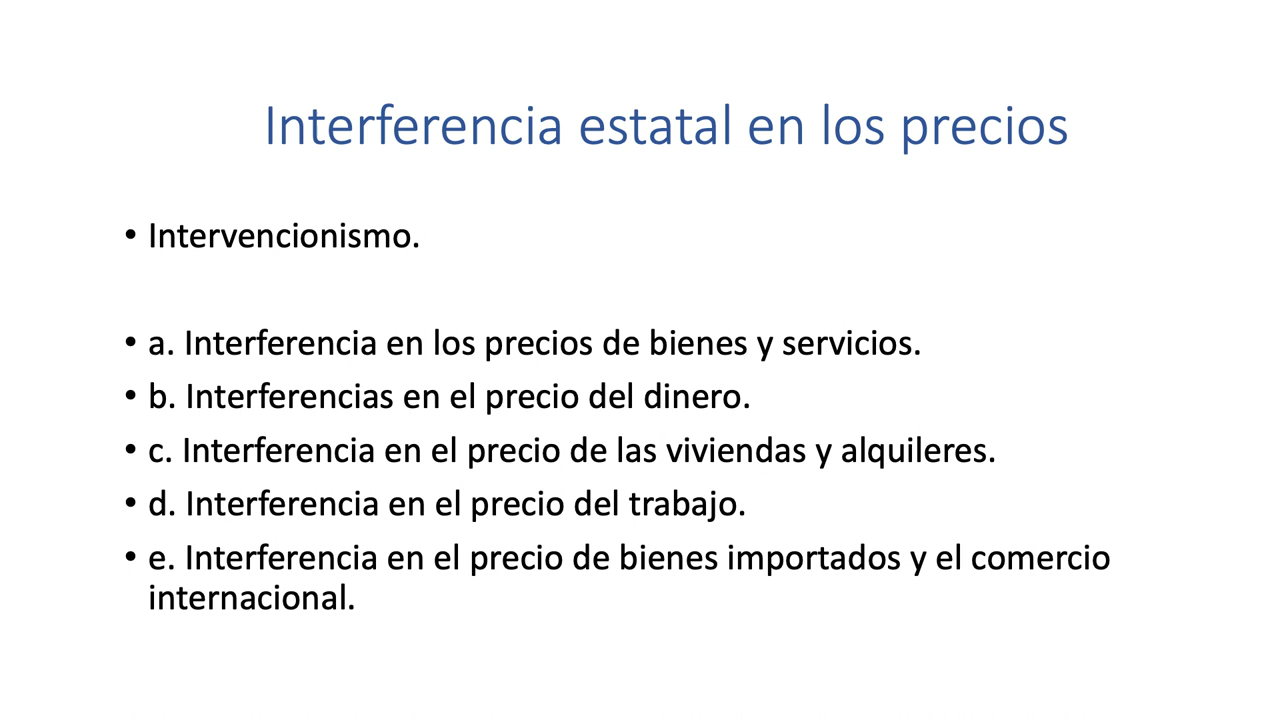 Interferencia estatal en los precios
• Intervencionismo.
• a. Interferencia en los precios de bienes y servicios.
• b. Interferencias en el precio del dinero.
• c. Interferencia en el precio de las viviendas y alquileres.
• d. Interferencia en el precio del trabajo.
• e. Interferencia en el precio de bienes importados y el comercio
internacional.